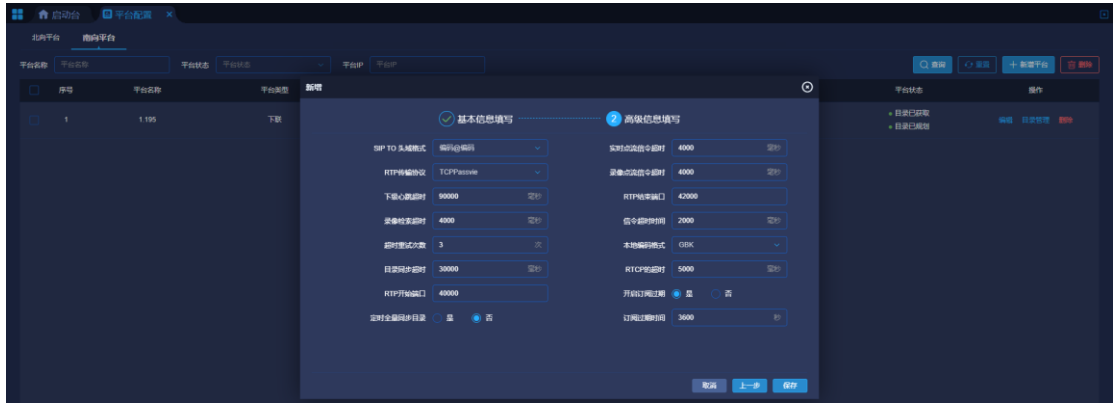 启动台 平台配置 ×
北向平台 南向平台
平台名称 平台名称 平台状态 平台状态 平台IP 平台IP 查询 重置 + 新增平台 删除
序号 平台名称 平台类型 平台状态 操作
1 1.195 下联 目录已获取 编辑 目录管理 删除
目录已规划
新增
基本信息填写 2 高级信息填写
SIP TO 头域格式 编码@编码 实时点流信令超时 4000 毫秒
RTP传输协议 TCPPassvie 录像点流信令超时 4000 毫秒
下级心跳超时 90000 毫秒 RTP结束端口 42000
录像检索超时 4000 毫秒 信令超时时间 2000 毫秒
超时重试次数 3 次 本地编码格式 GBK
目录同步超时 30000 毫秒 RTCP的超时 5000 毫秒
RTP开始端口 40000 开启订阅过期 是 否
定时全量同步目录 是 否 订阅过期时间 3600 秒
取消 上一步 保存